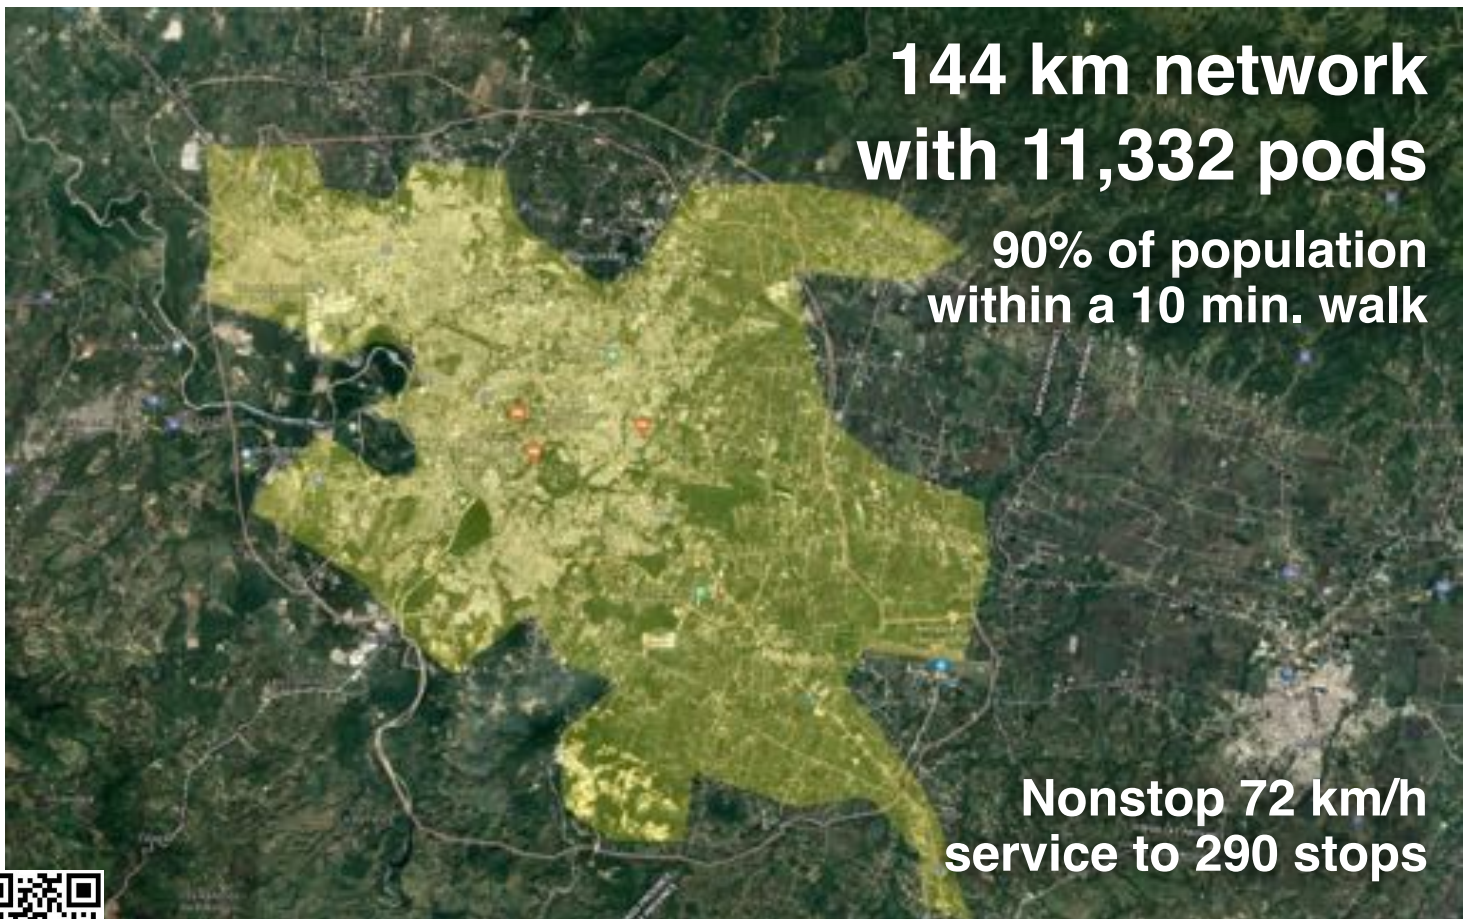 144 km network
with 11,332 pods
90% of population
within a 10 min. walk
Nonstop 72 km/h
service to 290 stops